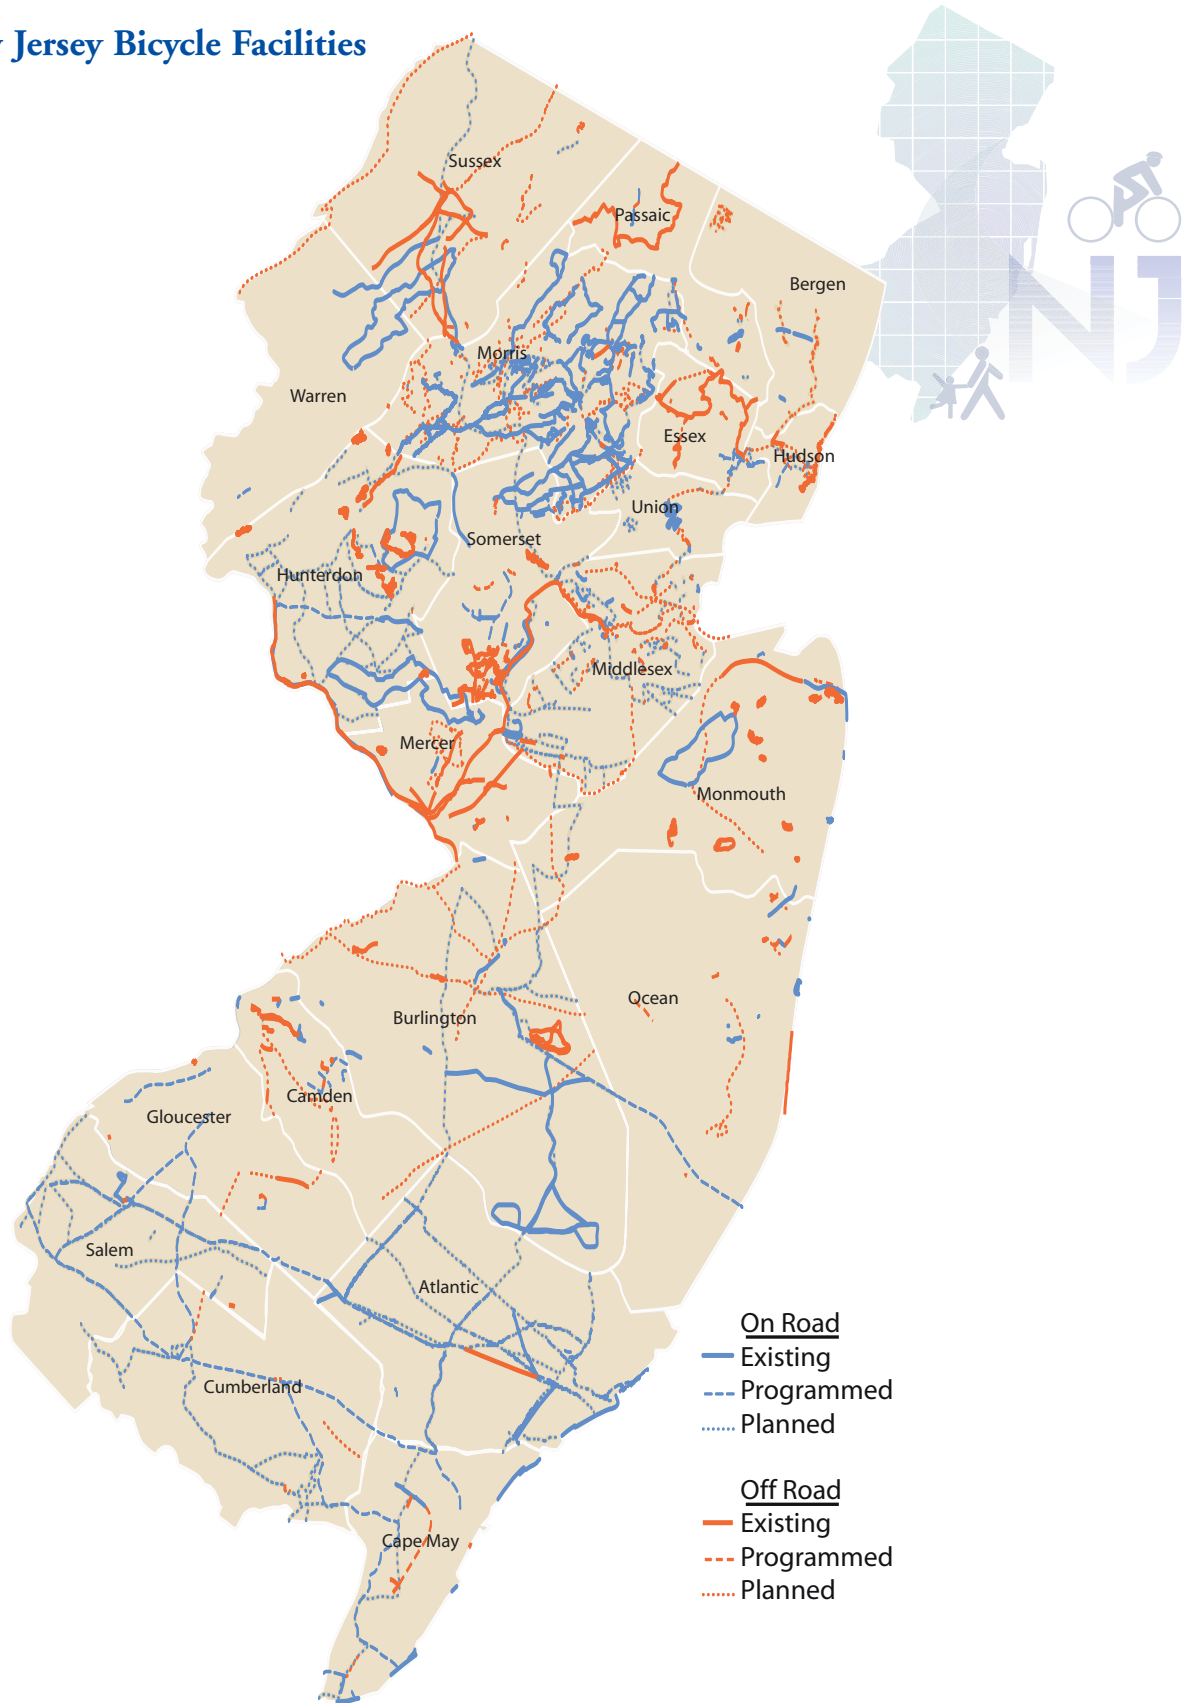 Jersey Bicycle Facilities
NJ
Sussex
Passaic
Bergen
Morris
Warren
Essex
Hudson
Union
Somerset
Hunterdon
Middlesex
Mercer
Monmouth
Ocean
Burlington
Camden
Gloucester
Salem
Atlantic
Cumberland
Cape May
On Road
Existing
Programmed
Planned
Off Road
Existing
Programmed
Planned